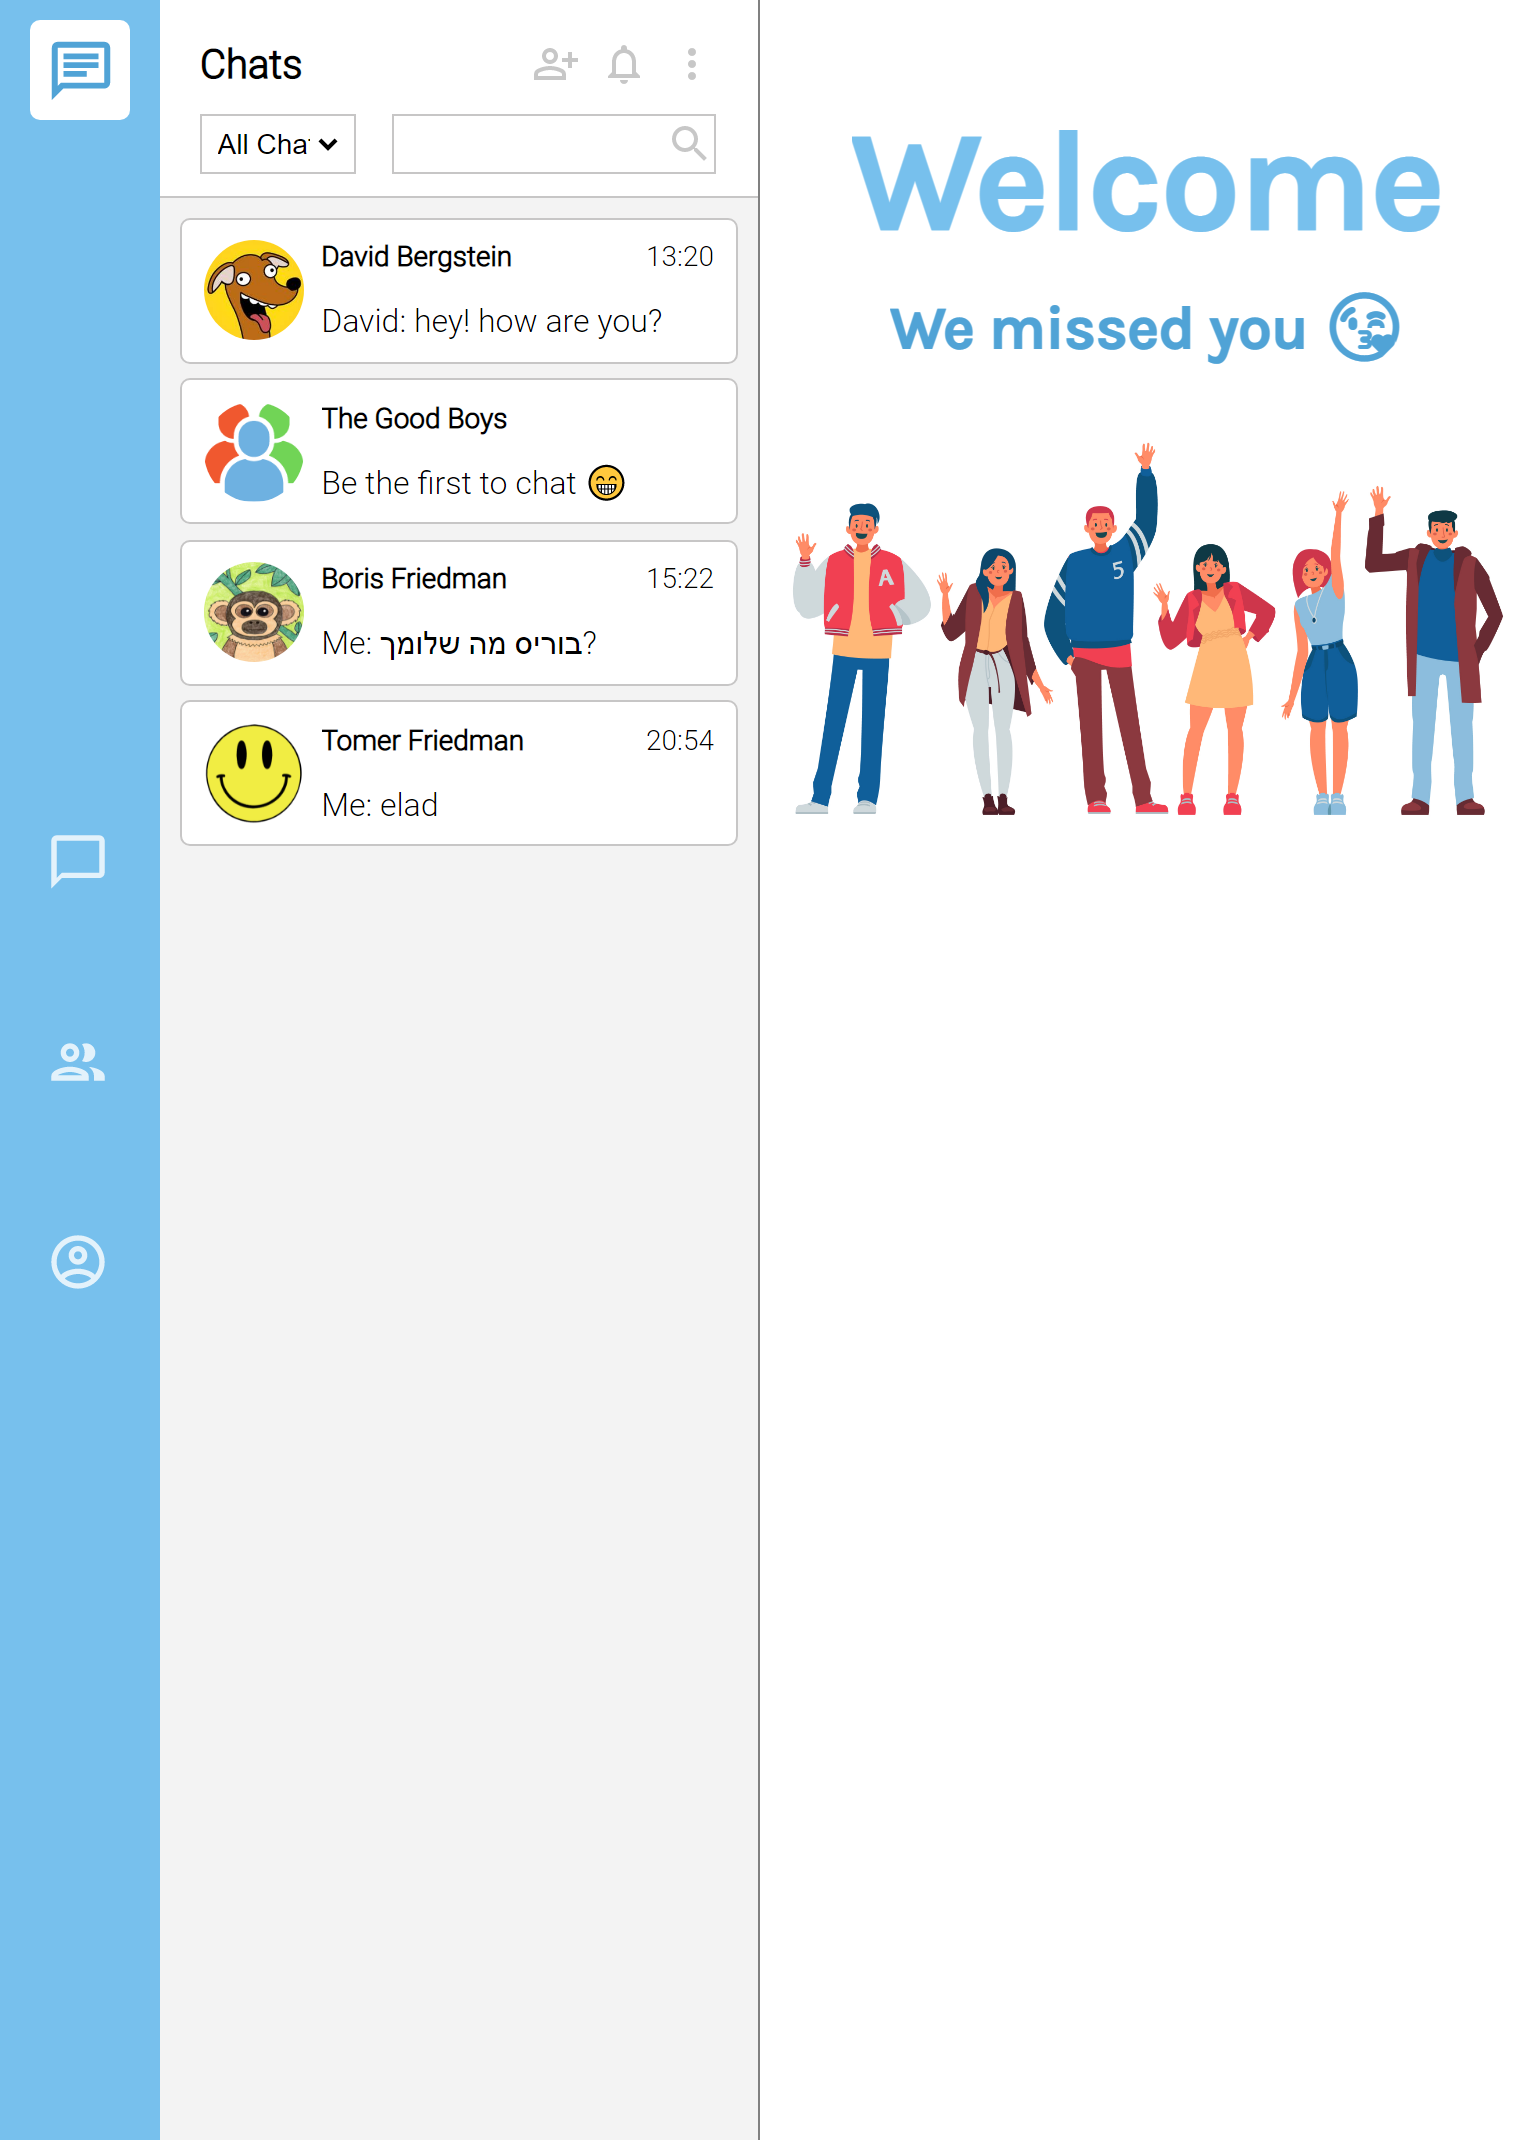 Chats
All Cha
David Bergstein 13:20
David: hey! how are you?
The Good Boys
Be the first to chat 😁
Boris Friedman 15:22
Me: בוריס מה שלומך?
Tomer Friedman 20:54
Me: elad
Welcome
We missed you 😘
A
5